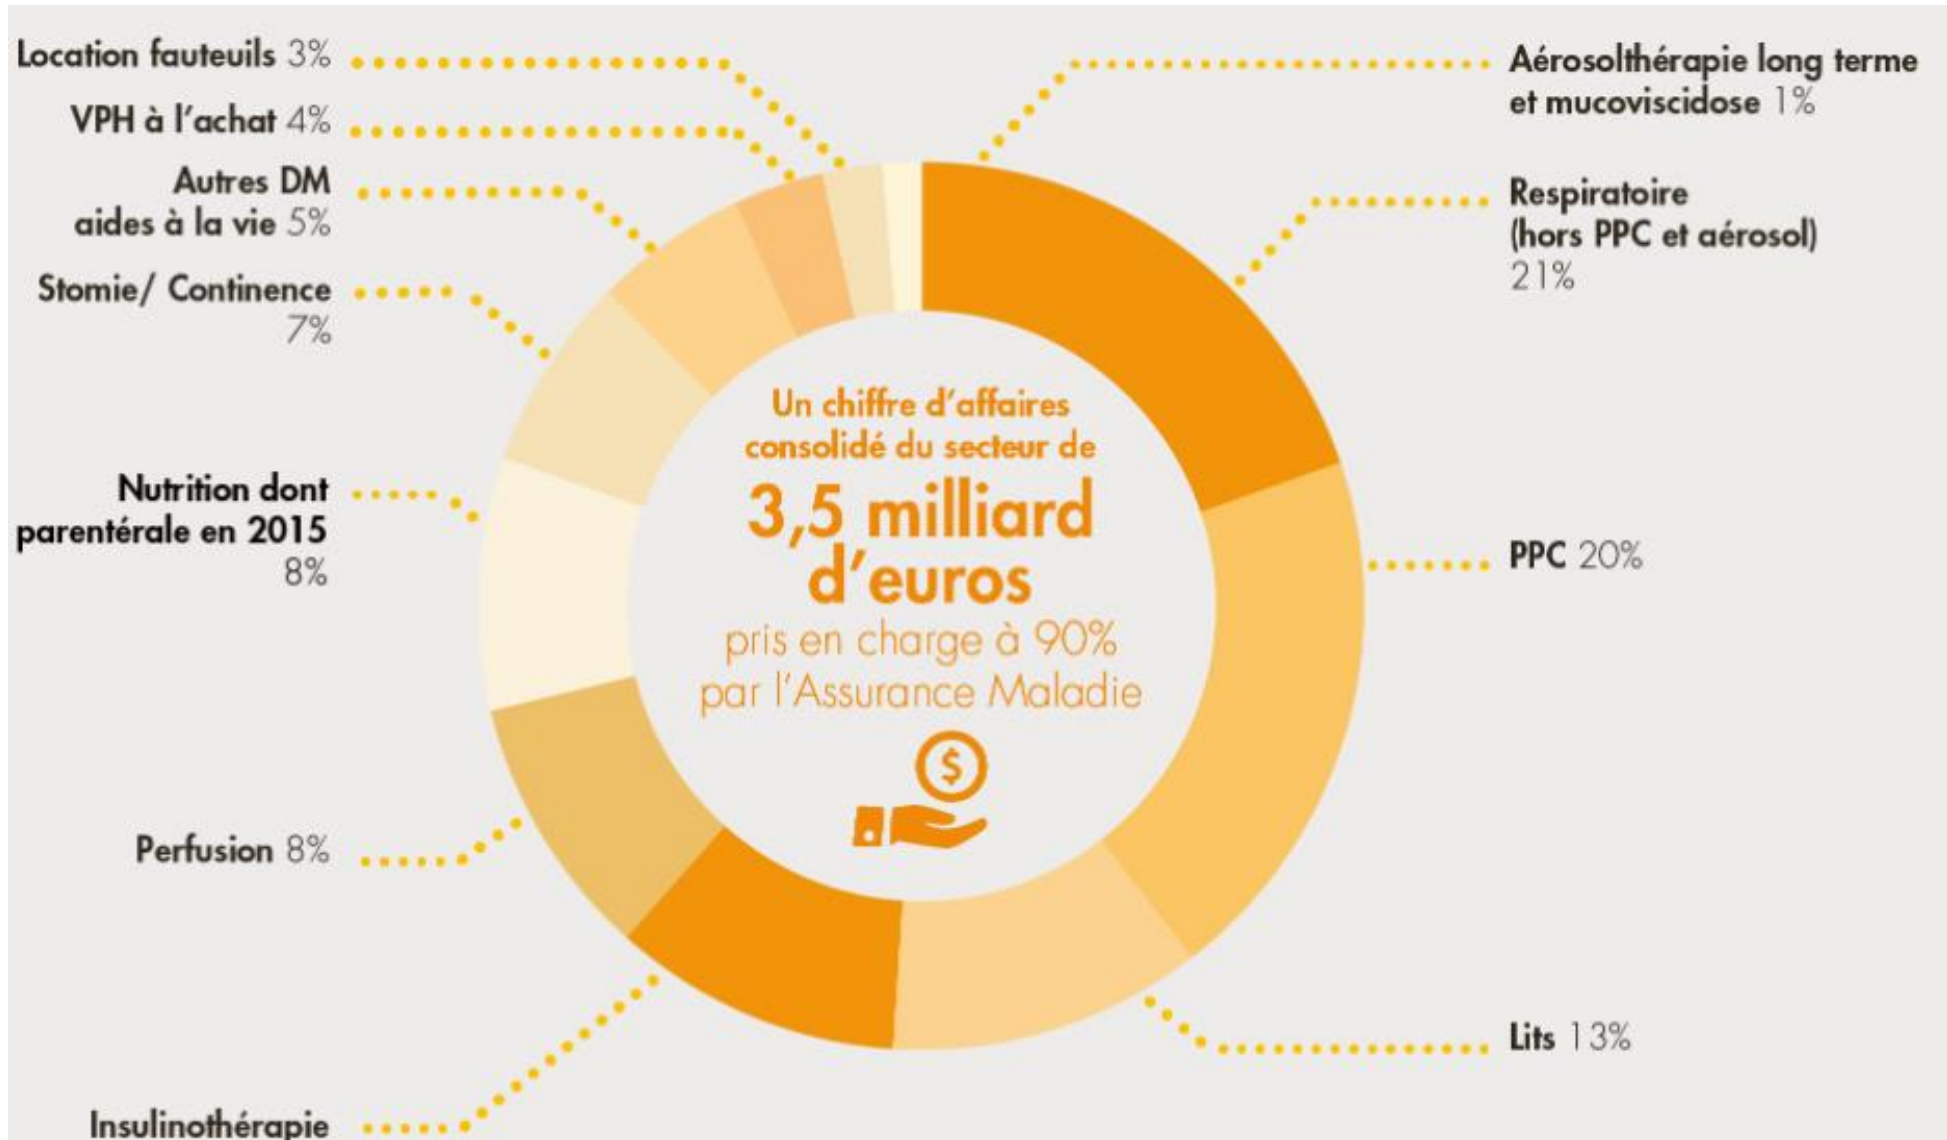 Location fauteuils 3%
VPH à l'achat 4%
Autres DM
aides à la vie 5%
Stomie/ Continence
7%
Nutrition dont
parentérale en 2015
8%
Perfusion 8%
Insulinothérapie
Un chiffre d'affaires
consolidé du secteur de
3,5 milliard
d'euros
pris en charge à 90%
par l'Assurance Maladie
$
Aérosolthérapie long terme
et mucoviscidose 1%
Respiratoire
(hors PPC et aérosol)
21%
PPC 20%
Lits 13%